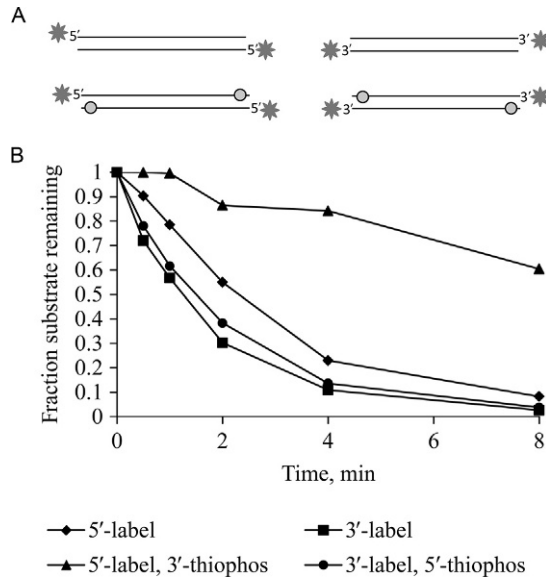 A
5′ 5′
3′ 3′
5′ 5′
3′ 3′
B
Fraction substrate remaining
1
0.9
0.8
0.7
0.6
0.5
0.4
0.3
0.2
0.1
0
0 2 4 6 8
Time, min
5′-label 3′-label
5′-label, 3′-thiophos 3′-label, 5′-thiophos